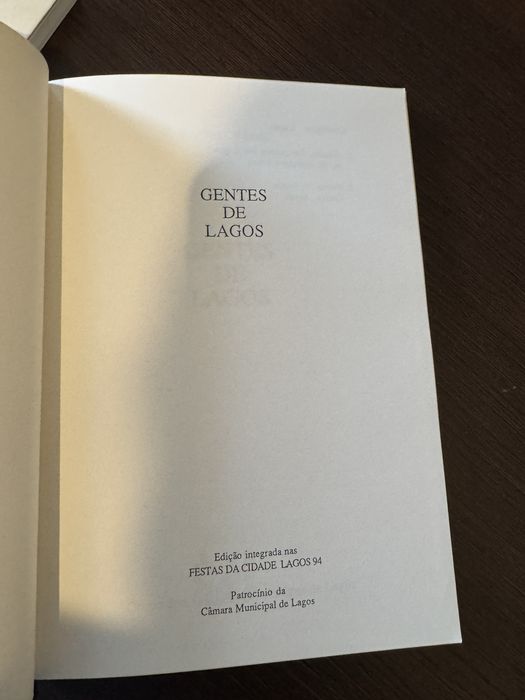 GENTES
DE
LAGOS
Edição integrada nas
FESTAS DA CIDADE LAGOS 94
Patrocínio da
Câmara Municipal de Lagos